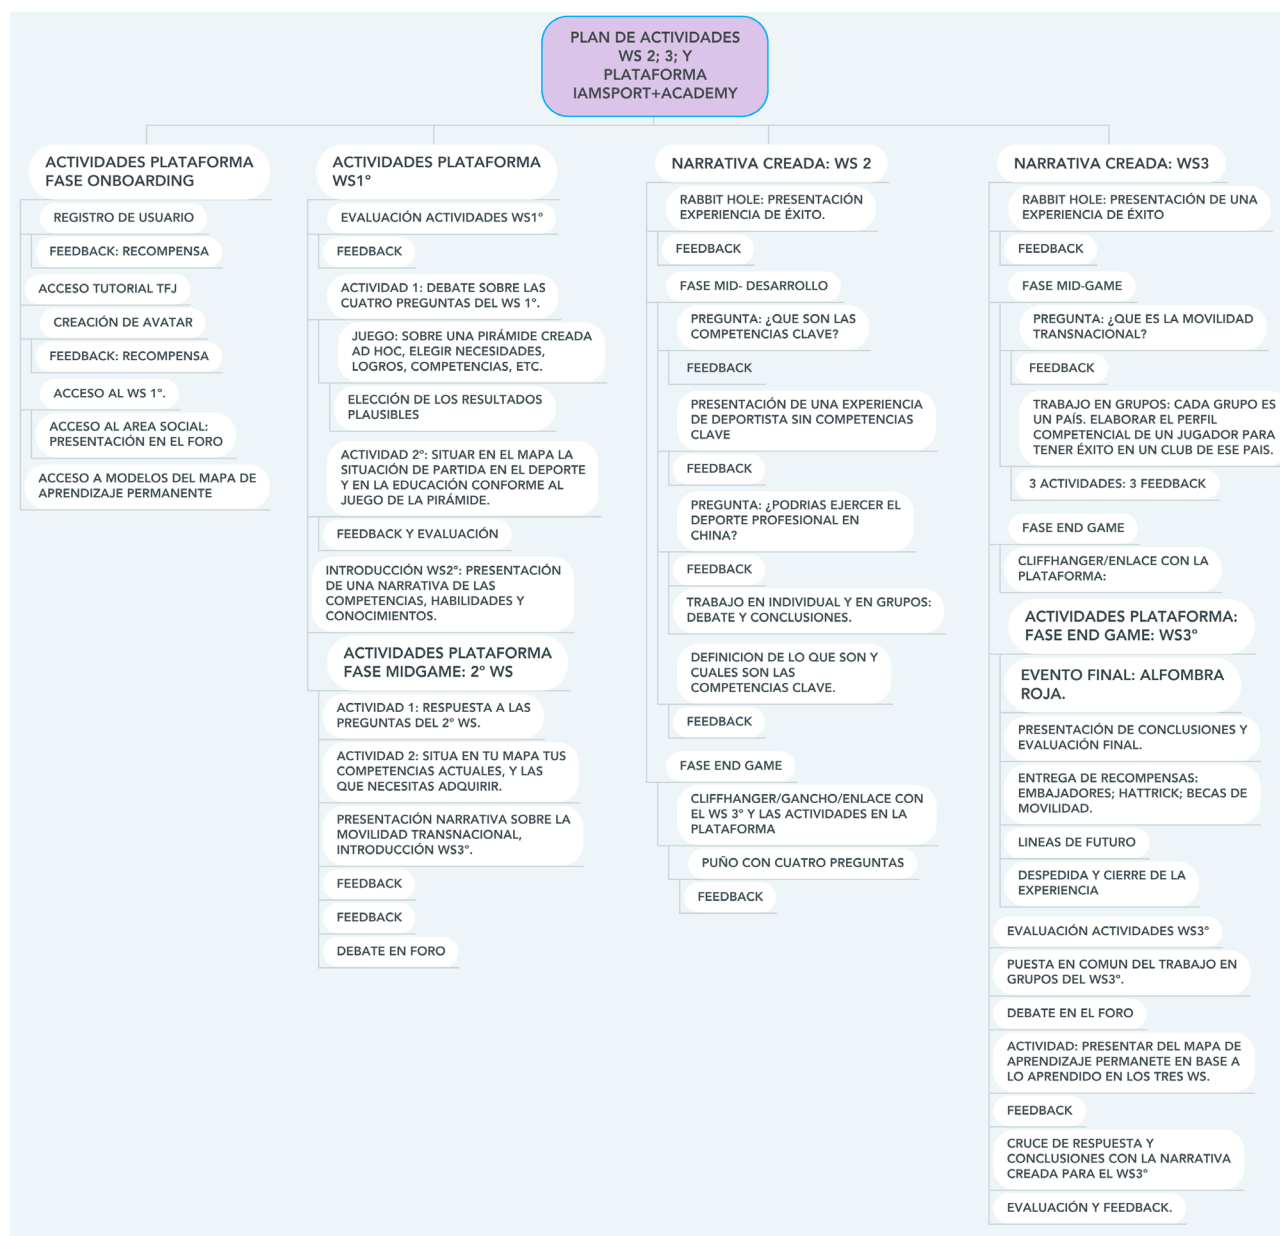 PLAN DE ACTIVIDADES
WS 2; 3; Y
PLATAFORMA
IAMSPORT+ACADEMY
ACTIVIDADES PLATAFORMA
FASE ONBOARDING
REGISTRO DE USUARIO
FEEDBACK: RECOMPENSA
ACCESO TUTORIAL TFJ
CREACIÓN DE AVATAR
FEEDBACK: RECOMPENSA
ACCESO AL WS 1º.
ACCESO AL AREA SOCIAL:
PRESENTACIÓN EN EL FORO
ACCESO A MODELOS DEL MAPA DE
APRENDIZAJE PERMANENTE
ACTIVIDADES PLATAFORMA
WS1º
EVALUACIÓN ACTIVIDADES WS1º
FEEDBACK
ACTIVIDAD 1: DEBATE SOBRE LAS
CUATRO PREGUNTAS DEL WS 1º.
JUEGO: SOBRE UNA PIRÁMIDE CREADA
AD HOC, ELEGIR NECESIDADES,
LOGROS, COMPETENCIAS, ETC.
ELECCIÓN DE LOS RESULTADOS
PLAUSIBLES
ACTIVIDAD 2º: SITUAR EN EL MAPA LA
SITUACIÓN DE PARTIDA EN EL DEPORTE
Y EN LA EDUCACIÓN CONFORME AL
JUEGO DE LA PIRÁMIDE.
FEEDBACK Y EVALUACIÓN
INTRODUCCIÓN WS2º: PRESENTACIÓN
DE UNA NARRATIVA DE LAS
COMPETENCIAS, HABILIDADES Y
CONOCIMIENTOS.
ACTIVIDADES PLATAFORMA
FASE MIDGAME: 2º WS
ACTIVIDAD 1: RESPUESTA A LAS
PREGUNTAS DEL 2º WS.
ACTIVIDAD 2: SITUA EN TU MAPA TUS
COMPETENCIAS ACTUALES, Y LAS
QUE NECESITAS ADQUIRIR.
PRESENTACIÓN NARRATIVA SOBRE LA
MOVILIDAD TRANSNACIONAL,
INTRODUCCIÓN WS3º.
FEEDBACK
FEEDBACK
DEBATE EN FORO
NARRATIVA CREADA: WS 2
RABBIT HOLE: PRESENTACIÓN
EXPERIENCIA DE ÉXITO.
FEEDBACK
FASE MID- DESARROLLO
PREGUNTA: ¿QUE SON LAS
COMPETENCIAS CLAVE?
FEEDBACK
PRESENTACIÓN DE UNA EXPERIENCIA
DE DEPORTISTA SIN COMPETENCIAS
CLAVE
FEEDBACK
PREGUNTA: ¿PODRIAS EJERCER EL
DEPORTE PROFESIONAL EN
CHINA?
FEEDBACK
TRABAJO EN INDIVIDUAL Y EN GRUPOS:
DEBATE Y CONCLUSIONES.
DEFINICION DE LO QUE SON Y
CUALES SON LAS
COMPETENCIAS CLAVE.
FEEDBACK
FASE END GAME
CLIFFHANGER/GANCHO/ENLACE CON
EL WS 3º Y LAS ACTIVIDADES EN LA
PLATAFORMA
PUÑO CON CUATRO PREGUNTAS
FEEDBACK
NARRATIVA CREADA: WS3
RABBIT HOLE: PRESENTACIÓN DE UNA
EXPERIENCIA DE ÉXITO
FEEDBACK
FASE MID-GAME
PREGUNTA: ¿QUE ES LA MOVILIDAD
TRANSNACIONAL?
FEEDBACK
TRABAJO EN GRUPOS: CADA GRUPO ES
UN PAÍS. ELABORAR EL PERFIL
COMPETENCIAL DE UN JUGADOR PARA
TENER ÉXITO EN UN CLUB DE ESE PAIS.
3 ACTIVIDADES: 3 FEEDBACK
FASE END GAME
CLIFFHANGER/ENLACE CON LA
PLATAFORMA:
ACTIVIDADES PLATAFORMA:
FASE END GAME: WS3º
EVENTO FINAL: ALFOMBRA
ROJA.
PRESENTACIÓN DE CONCLUSIONES Y
EVALUACIÓN FINAL.
ENTREGA DE RECOMPENSAS:
EMBAJADORES; HATTRICK; BECAS DE
MOVILIDAD.
LINEAS DE FUTURO
DESPEDIDA Y CIERRE DE LA
EXPERIENCIA
EVALUACIÓN ACTIVIDADES WS3º
PUESTA EN COMUN DEL TRABAJO EN
GRUPOS DEL WS3º.
DEBATE EN EL FORO
ACTIVIDAD: PRESENTAR DEL MAPA DE
APRENDIZAJE PERMANETE EN BASE A
LO APRENDIDO EN LOS TRES WS.
FEEDBACK
CRUCE DE RESPUESTA Y
CONCLUSIONES CON LA NARRATIVA
CREADA PARA EL WS3º
EVALUACIÓN Y FEEDBACK.